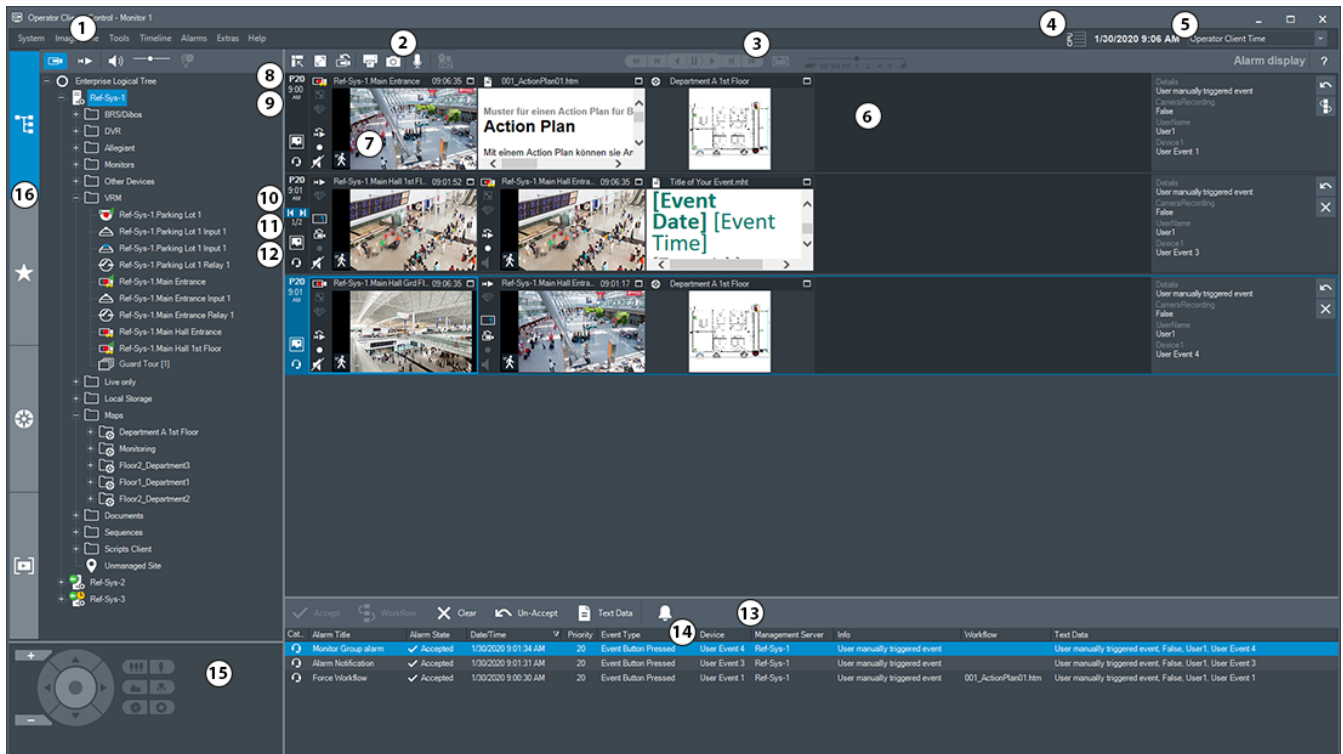 Operator Client
Control - Monitor 1
1
4
5
1/30/2020 9:06 AM
Operator Client Time
System
Tools
Timeline
Alarms
Extras
Help
2
3
Alarm display
?
8
Enterprise Logical Tree
9
Ref-Sys-1
BRS/Dibos
DVR
Allegiant
Monitors
Other Devices
VRM
Ref-Sys-1.Parking Lot 1
Ref-Sys-1.Parking Lot 1 Input 1
Ref-Sys-1.Parking Lot 1 Input 1
Ref-Sys-1.Parking Lot 1 Relay 1
Ref-Sys-1.Main Entrance
Ref-Sys-1.Main Entrance Input 1
Ref-Sys-1.Main Entrance Relay 1
Ref-Sys-1.Main Hall Entrance
Ref-Sys-1.Main Hall 1st Floor
Guard Tour [1]
Live only
Local Storage
Maps
Department A 1st Floor
Monitoring
Floor2_Department3
Floor1_Department1
Floor2_Department2
Documents
Sequences
Scripts Client
Unmanaged Site
Ref-Sys-2
Ref-Sys-3
16
P20
9:00
AM
Ref-Sys-1.Main Entrance 09:06:35
001_ActionPlan01.htm
Department A 1st Floor
7
Muster für einen Action Plan für B
Action Plan
Mit einem Action Plan können sie Ar
6
Details
User manually triggered event
CameraRecording
False
UserName
User1
Device1
User Event 1
10
11
12
P20
9:01
AM
1/2
Ref-Sys-1.Main Hall 1st Fl.. 09:01:52
Ref-Sys-1.Main Hall Entra.. 09:06:35
Title of Your Event.mht
[Event
Date] [Event
Time]
Details
User manually triggered event
CameraRecording
False
UserName
User1
Device1
User Event 3
P20
9:01
AM
Ref-Sys-1.Main Hall Grd Fl.. 09:06:35
Ref-Sys-1.Main Hall Entra.. 09:01:17
Department A 1st Floor
Details
User manually triggered event
CameraRecording
False
UserName
User1
Device1
User Event 4
Accept
Workflow
Clear
Un-Accept
Text Data
13
Cat.. Alarm Title Alarm State Date/Time Priority Event Type 14 Device Management Server Info Workflow Text Data
Monitor Group alarm Accepted 1/30/2020 9:01:34 AM 20 Event Button Pressed User Event 4 Ref-Sys-1 User manually triggered event User manually triggered event, False, User1, User Event 4
Alarm Notification Accepted 1/30/2020 9:01:31 AM 20 Event Button Pressed User Event 3 Ref-Sys-1 User manually triggered event User manually triggered event, False, User1, User Event 3
Force Workflow Accepted 1/30/2020 9:00:30 AM 20 Event Button Pressed User Event 1 Ref-Sys-1 User manually triggered event 001_ActionPlan01.htm User manually triggered event, False, User1, User Event 1
15